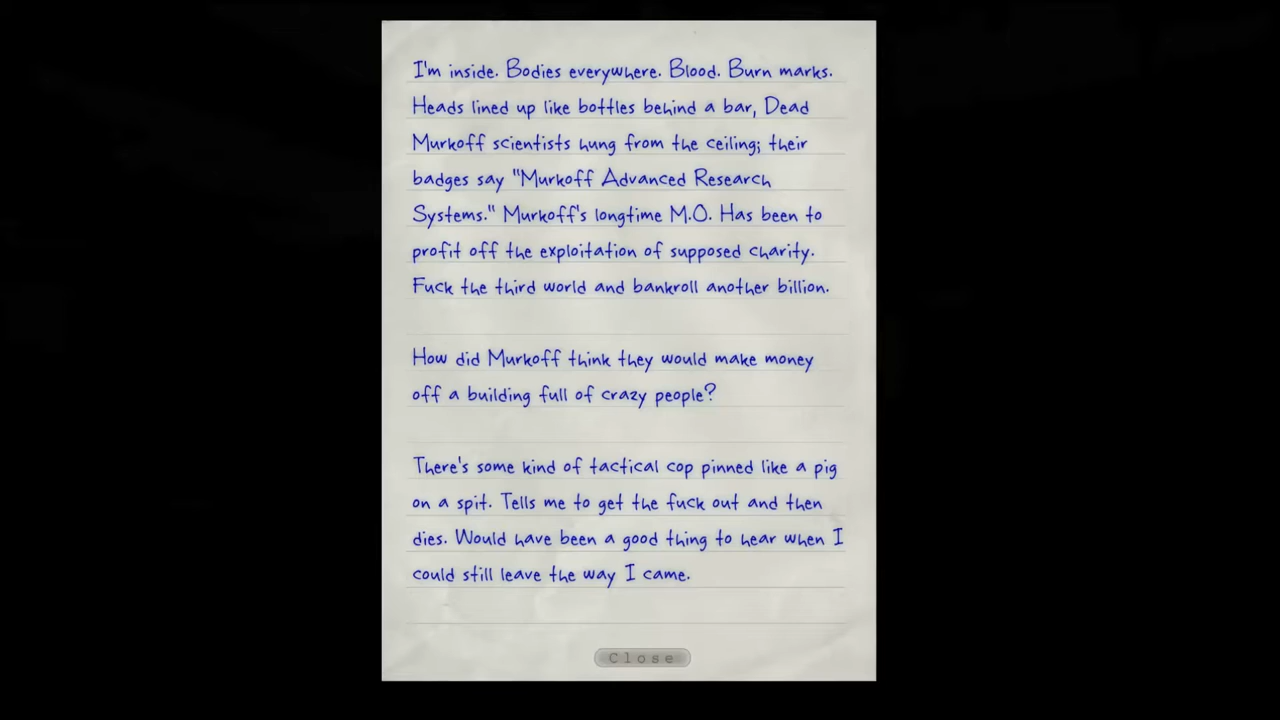 I'm inside. Bodies everywhere. Blood. Burn marks.
Heads lined up like bottles behind a bar, Dead
Murkoff scientists hung from the ceiling; their
badges say "Murkoff Advanced Research
Systems." Murkoff's longtime M.O. Has been to
profit off the exploitation of supposed charity.
Fuck the third world and bankroll another billion.
How did Murkoff think they would make money
off a building full of crazy people?
There's some kind of tactical cop pinned like a pig
on a spit. Tells me to get the fuck out and then
dies. Would have been a good thing to hear when I
could still leave the way I came.
Close